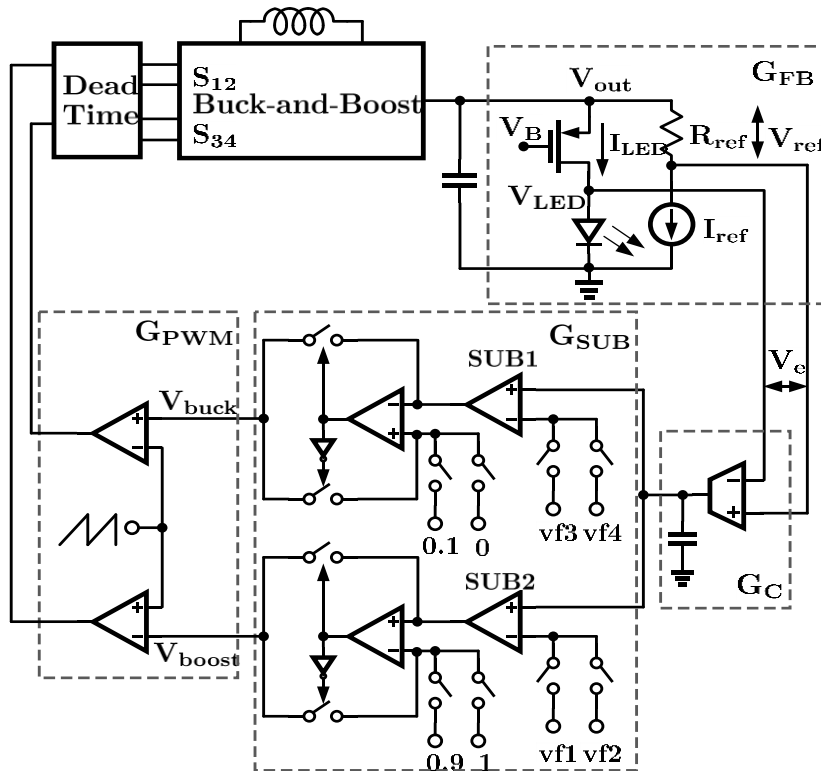 Dead
Time
S12
Buck-and-Boost
S34
Vout
GFB
VB
ILED
Rref
Vref
VLED
Iref
GPWM
GSUB
SUB1
Ve
Vbuck
+
−
−
+
+
−
−
+
0.1 0
vf3 vf4
GC
SUB2
+
−
+
−
+
−
Vboost
0.9 1
vf1 vf2